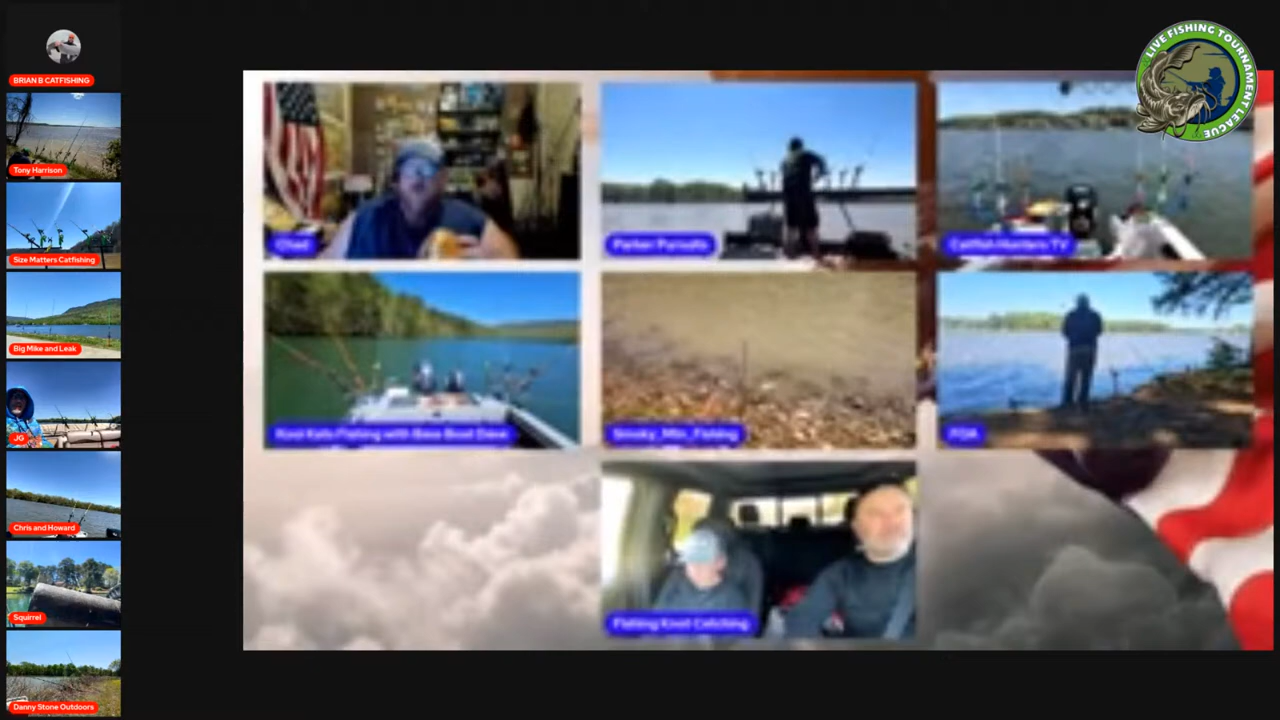 BRIAN B CATFISHING
Tony Harrison
Size Matters Catfishing
Big Mike and Leak
JG
Chris and Howard
Squirrel
Danny Stone Outdoors
LIVE FISHING TOURNAMENT
LEAGUE
Chad
Parker Pursuits
Catfish Hunters TV
Smoky_Mtn_Fishing
Fishing Knot Catching